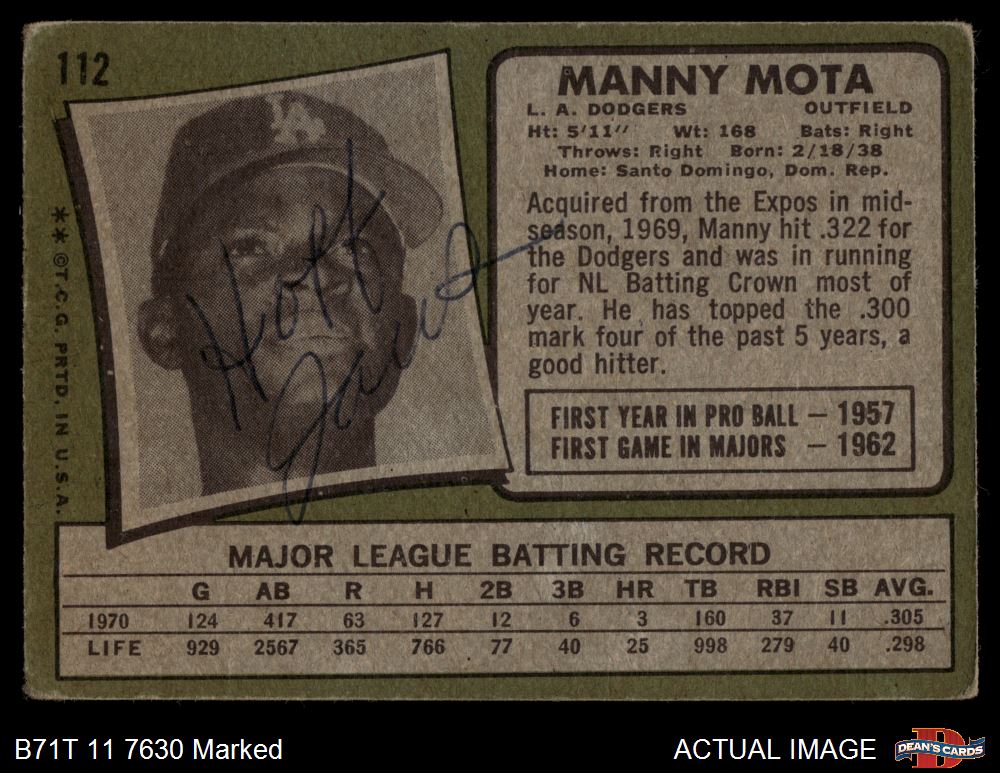 112
MANNY MOTA
L. A. DODGERS OUTFIELD
Ht: 5'11" Wt: 168 Bats: Right
Throws: Right Born: 2/18/38
Home: Santo Domingo, Dom. Rep.
Acquired from the Expos in mid-
season, 1969, Manny hit .322 for
the Dodgers and was in running
for NL Batting Crown most of
year. He has topped the .300
mark four of the past 5 years, a
good hitter.
FIRST YEAR IN PRO BALL — 1957
FIRST GAME IN MAJORS — 1962
LA
**©T.C.G. PRTD. IN U.S.A.
MAJOR LEAGUE BATTING RECORD
G AB R H 2B 3B HR TB RBI SB AVG.
1970 124 417 63 127 12 6 3 160 37 11 .305
LIFE 929 2567 365 766 77 40 25 998 279 40 .298
B71T 11 7630 Marked
ACTUAL IMAGE
D
DEAN'S CARDS